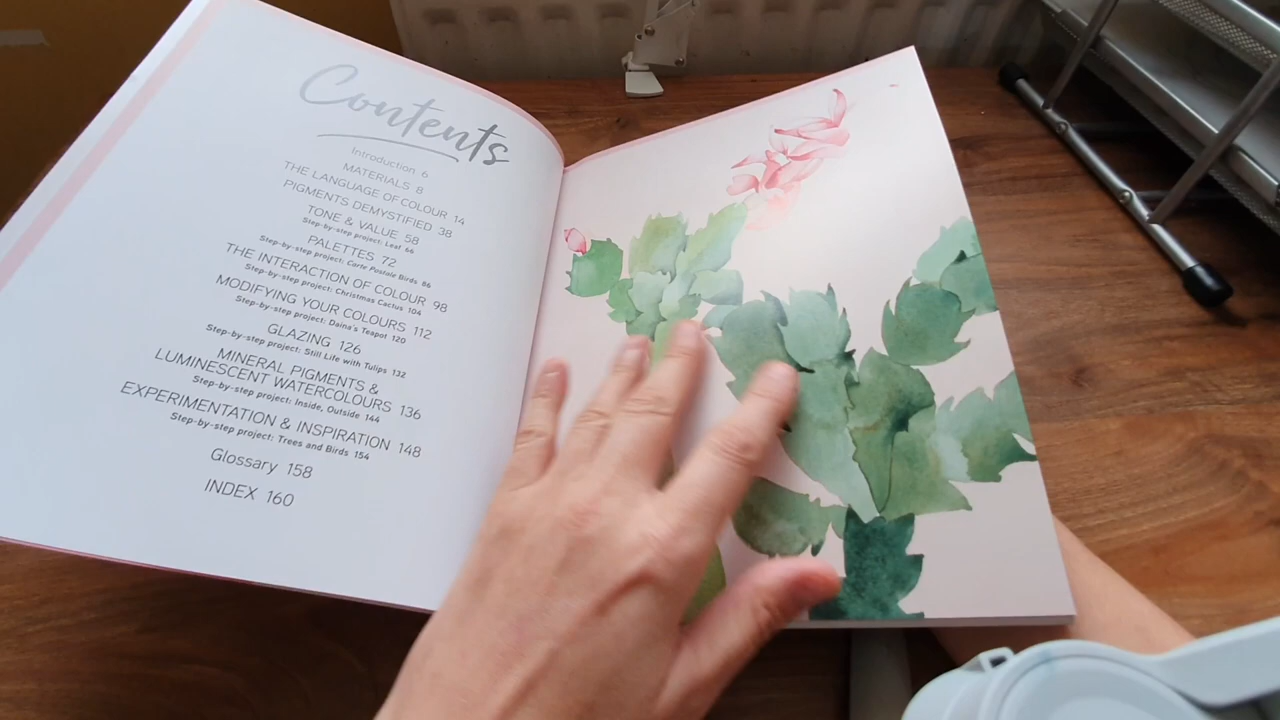 Contents
Introduction 6
MATERIALS 8
THE LANGUAGE OF COLOUR 14
PIGMENTS DEMYSTIFIED 38
TONE & VALUE 58
Step-by-step project: Leaf 66
PALETTES 72
Step-by-step project: Carte Postale Birds 86
THE INTERACTION OF COLOUR 98
Step-by-step project: Christmas Cactus 104
MODIFYING YOUR COLOURS 112
Step-by-step project: Daina's Teapot 120
GLAZING 126
Step-by-step project: Still Life with Tulips 132
MINERAL PIGMENTS &
LUMINESCENT WATERCOLOURS 136
Step-by-step project: Inside, Outside 144
EXPERIMENTATION & INSPIRATION 148
Step-by-step project: Trees and Birds 154
Glossary 158
INDEX 160